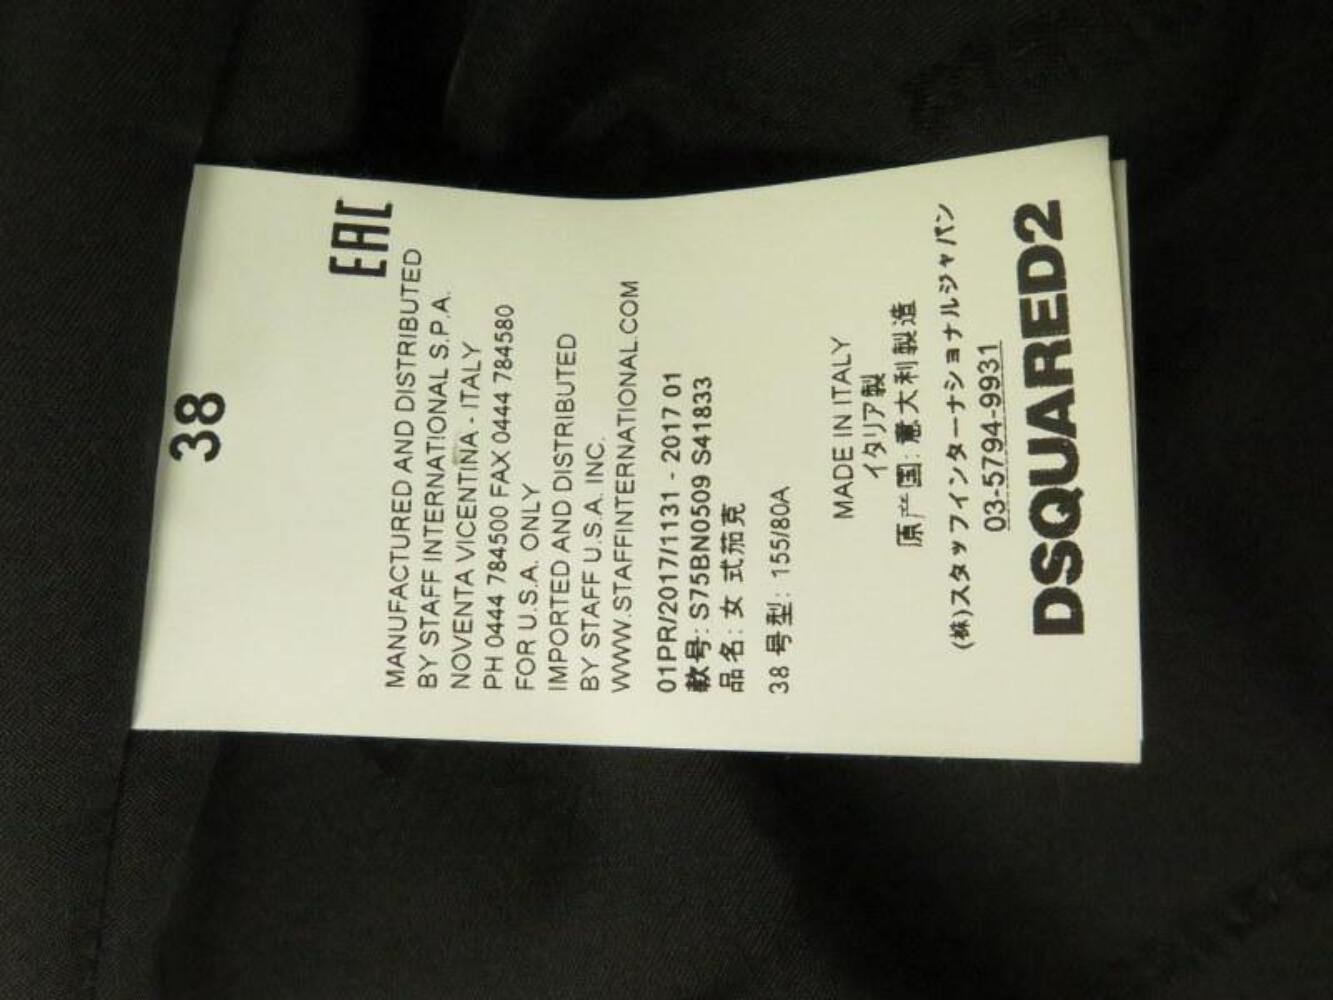 38
EAC
MANUFACTURED AND DISTRIBUTED
BY STAFF INTERNATIONAL S.P.A.
NOVENTA VICENTINA - ITALY
PH 0444 784500 FAX 0444 784580
FOR U.S.A. ONLY
IMPORTED AND DISTRIBUTED
BY STAFF U.S.A. INC.
WWW.STAFFINTERNATIONAL.COM
01PR/2017/1131 - 2017 01
款号: S75BN0509 S41833
品名: 女 式茄克
38 号型: 155/80A
MADE IN ITALY
イタリア製
原产国: 意大利製造
(株)スタッフインターナショナルジャパン
03-5794-9931
DSQUARED2